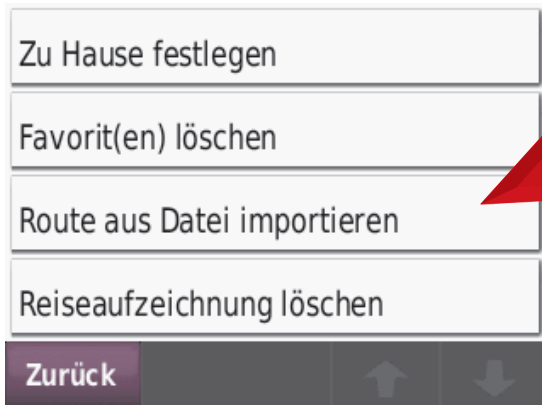 Zu Hause festlegen
Favorit(en) löschen
Route aus Datei importieren
Reiseaufzeichnung löschen
Zurück